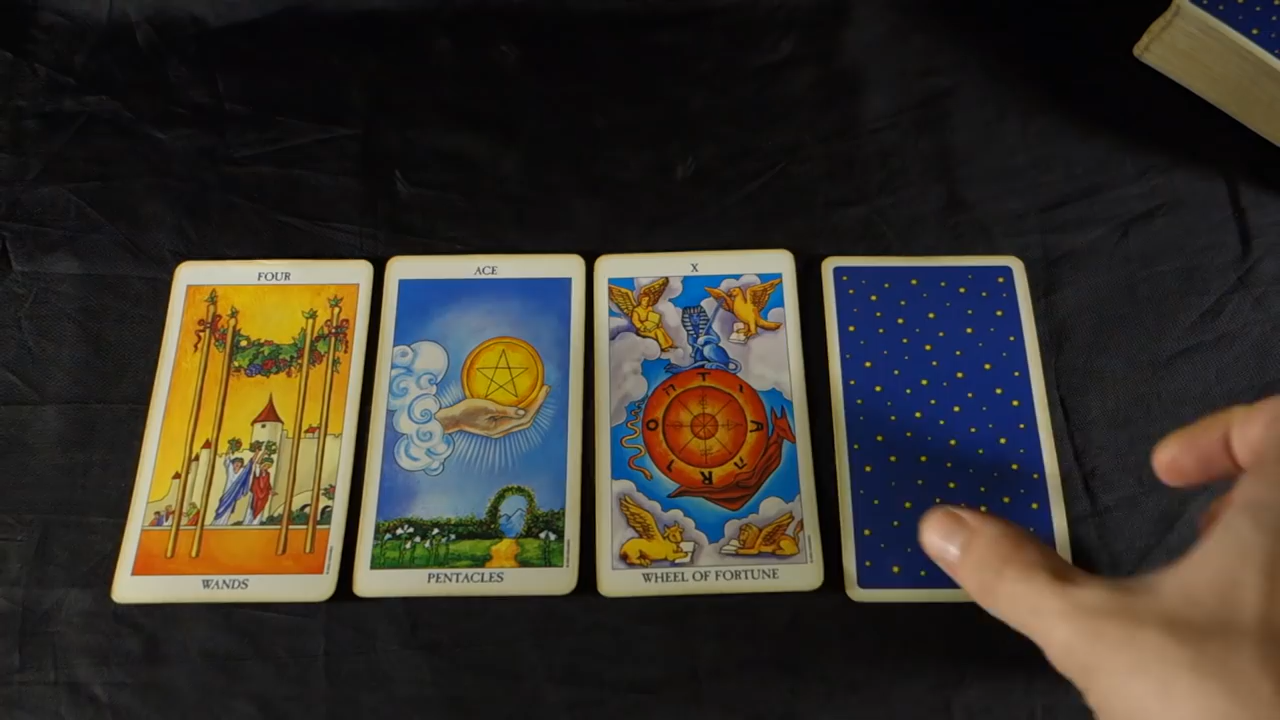 FOUR
WANDS
ACE
PENTACLES
X
T
A
R
O
WHEEL OF FORTUNE